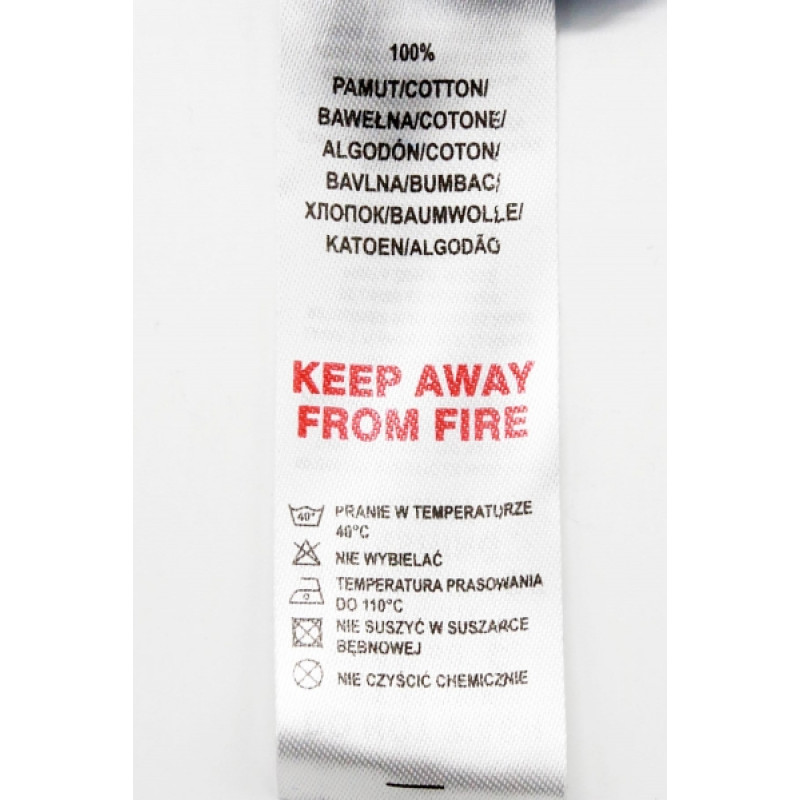 100%
PAMUT/COTTON/
BAWEŁNA/COTONE/
ALGODÓN/COTON/
BAVLNA/BUMBAC/
ХЛОПОК/BAUMWOLLE/
KATOEN/ALGODÃO
KEEP AWAY
FROM FIRE
40° PRANIE W TEMPERATURZE
40°C
NIE WYBIELAĆ
TEMPERATURA PRASOWANIA
DO 110°C
NIE SUSZYĆ W SUSZARCE
BĘBNOWEJ
NIE CZYŚCIĆ CHEMICZNIE